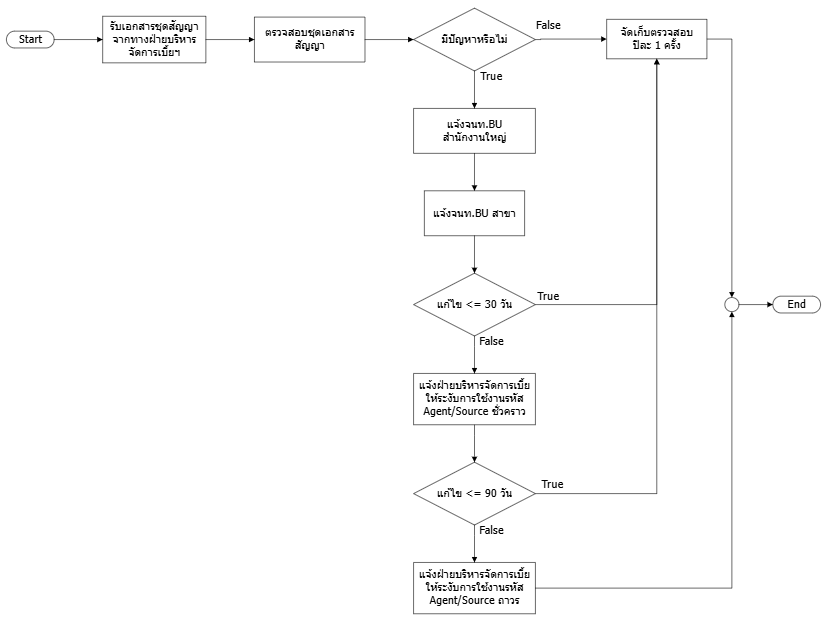 Start
รับเอกสารชุดสัญญา
จากทางฝ่ายบริหาร
จัดการเบี้ยฯ
ตรวจสอบชุดเอกสาร
สัญญา
มีปัญหาหรือไม่
False
จัดเก็บตรวจสอบ
ปีละ 1 ครั้ง
True
แจ้งจนท.BU
สำนักงานใหญ่
แจ้งจนท.BU สาขา
แก้ไข <= 30 วัน
True
End
False
แจ้งฝ่ายบริหารจัดการเบี้ย
ให้ระงับการใช้งานรหัส
Agent/Source ชั่วคราว
แก้ไข <= 90 วัน
True
False
แจ้งฝ่ายบริหารจัดการเบี้ย
ให้ระงับการใช้งานรหัส
Agent/Source ถาวร